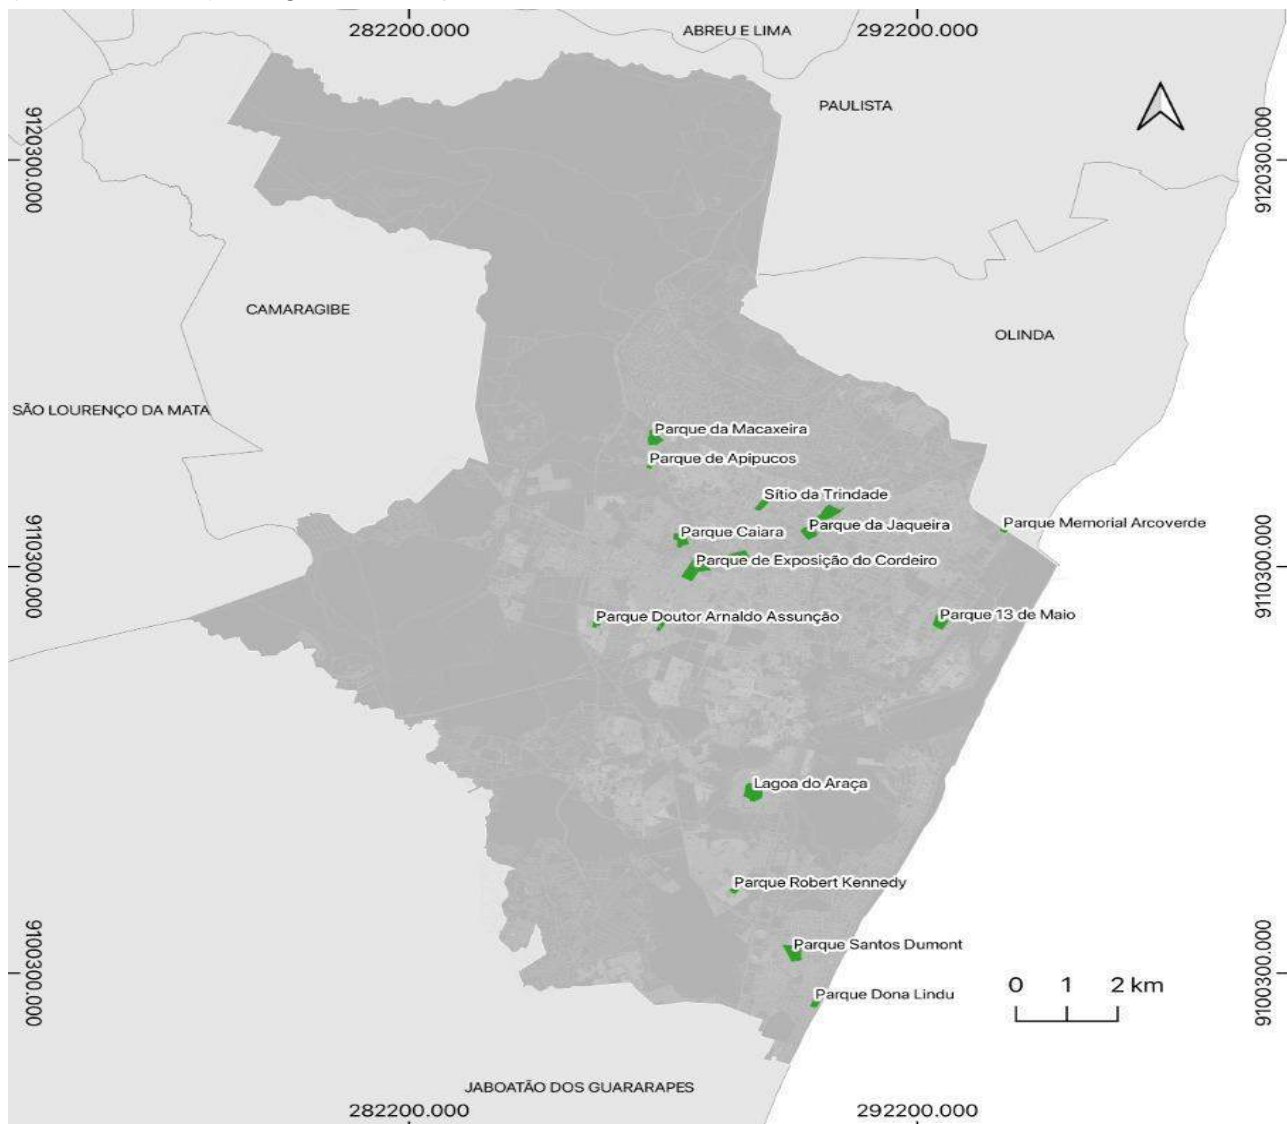 282200.000
ABREU E LIMA
292200.000
PAULISTA
9120300.000
9120300.000
CAMARAGIBE
OLINDA
SÃO LOURENÇO DA MATA
Parque da Macaxeira
Parque de Apipucos
Sítio da Trindade
Parque da Jaqueira
Parque Memorial Arcoverde
Parque Caiara
Parque de Exposição do Cordeiro
9110300.000
9110300.000
Parque Doutor Arnaldo Assunção
Parque 13 de Maio
Lagoa do Araça
Parque Robert Kennedy
Parque Santos Dumont
9100300.000
9100300.000
Parque Dona Lindu
0 1 2 km
JABOATÃO DOS GUARARAPES
282200.000
292200.000